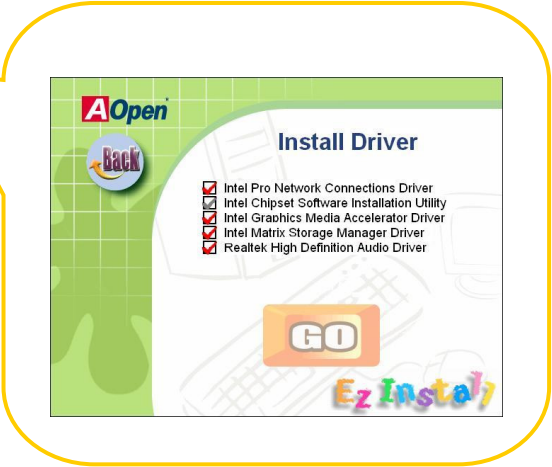 AOpen
Back
Install Driver
Intel Pro Network Connections Driver
Intel Chipset Software Installation Utility
Intel Graphics Media Accelerator Driver
Intel Matrix Storage Manager Driver
Realtek High Definition Audio Driver
GO
Ez Install